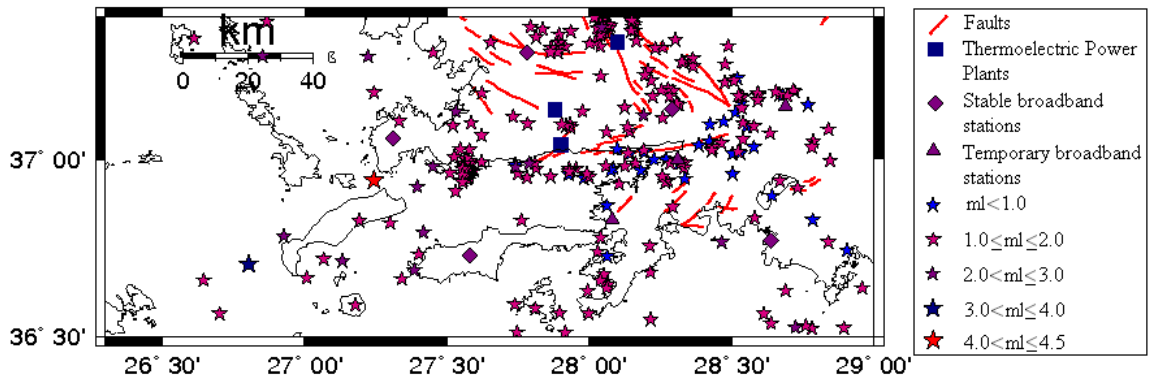 km
0 20 40
ß
37° 00'
36° 30'
26° 30' 27° 00' 27° 30' 28° 00' 28° 30' 29° 00'
Faults
Thermoelectric Power
Plants
Stable broadband
stations
Temporary broadband
stations
ml<1.0
1.0≤ml≤2.0
2.0<ml≤3.0
3.0<ml≤4.0
4.0<ml≤4.5